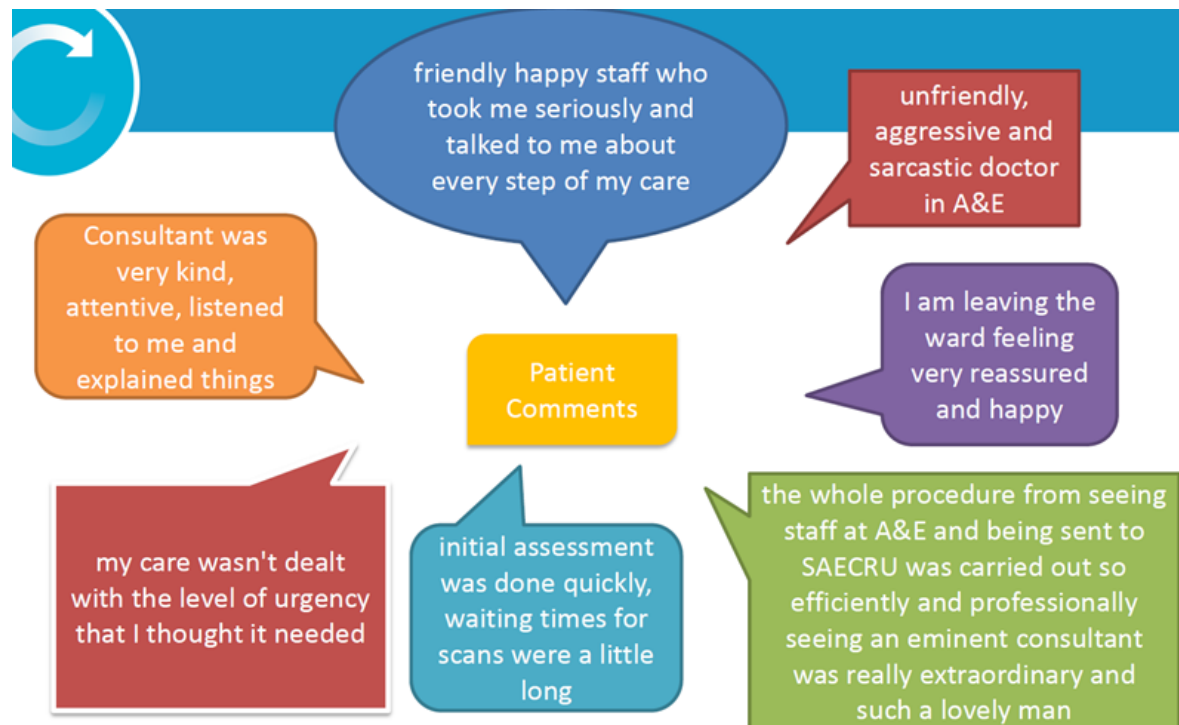 friendly happy staff who
took me seriously and
talked to me about
every step of my care
unfriendly,
aggressive and
sarcastic doctor
in A&E
Consultant was
very kind,
attentive, listened
to me and
explained things
I am leaving the
ward feeling
very reassured
and happy
Patient
Comments
my care wasn't dealt
with the level of urgency
that I thought it needed
initial assessment
was done quickly,
waiting times for
scans were a little
long
the whole procedure from seeing
staff at A&E and being sent to
SAECRU was carried out so
efficiently and professionally
seeing an eminent consultant
was really extraordinary and
such a lovely man